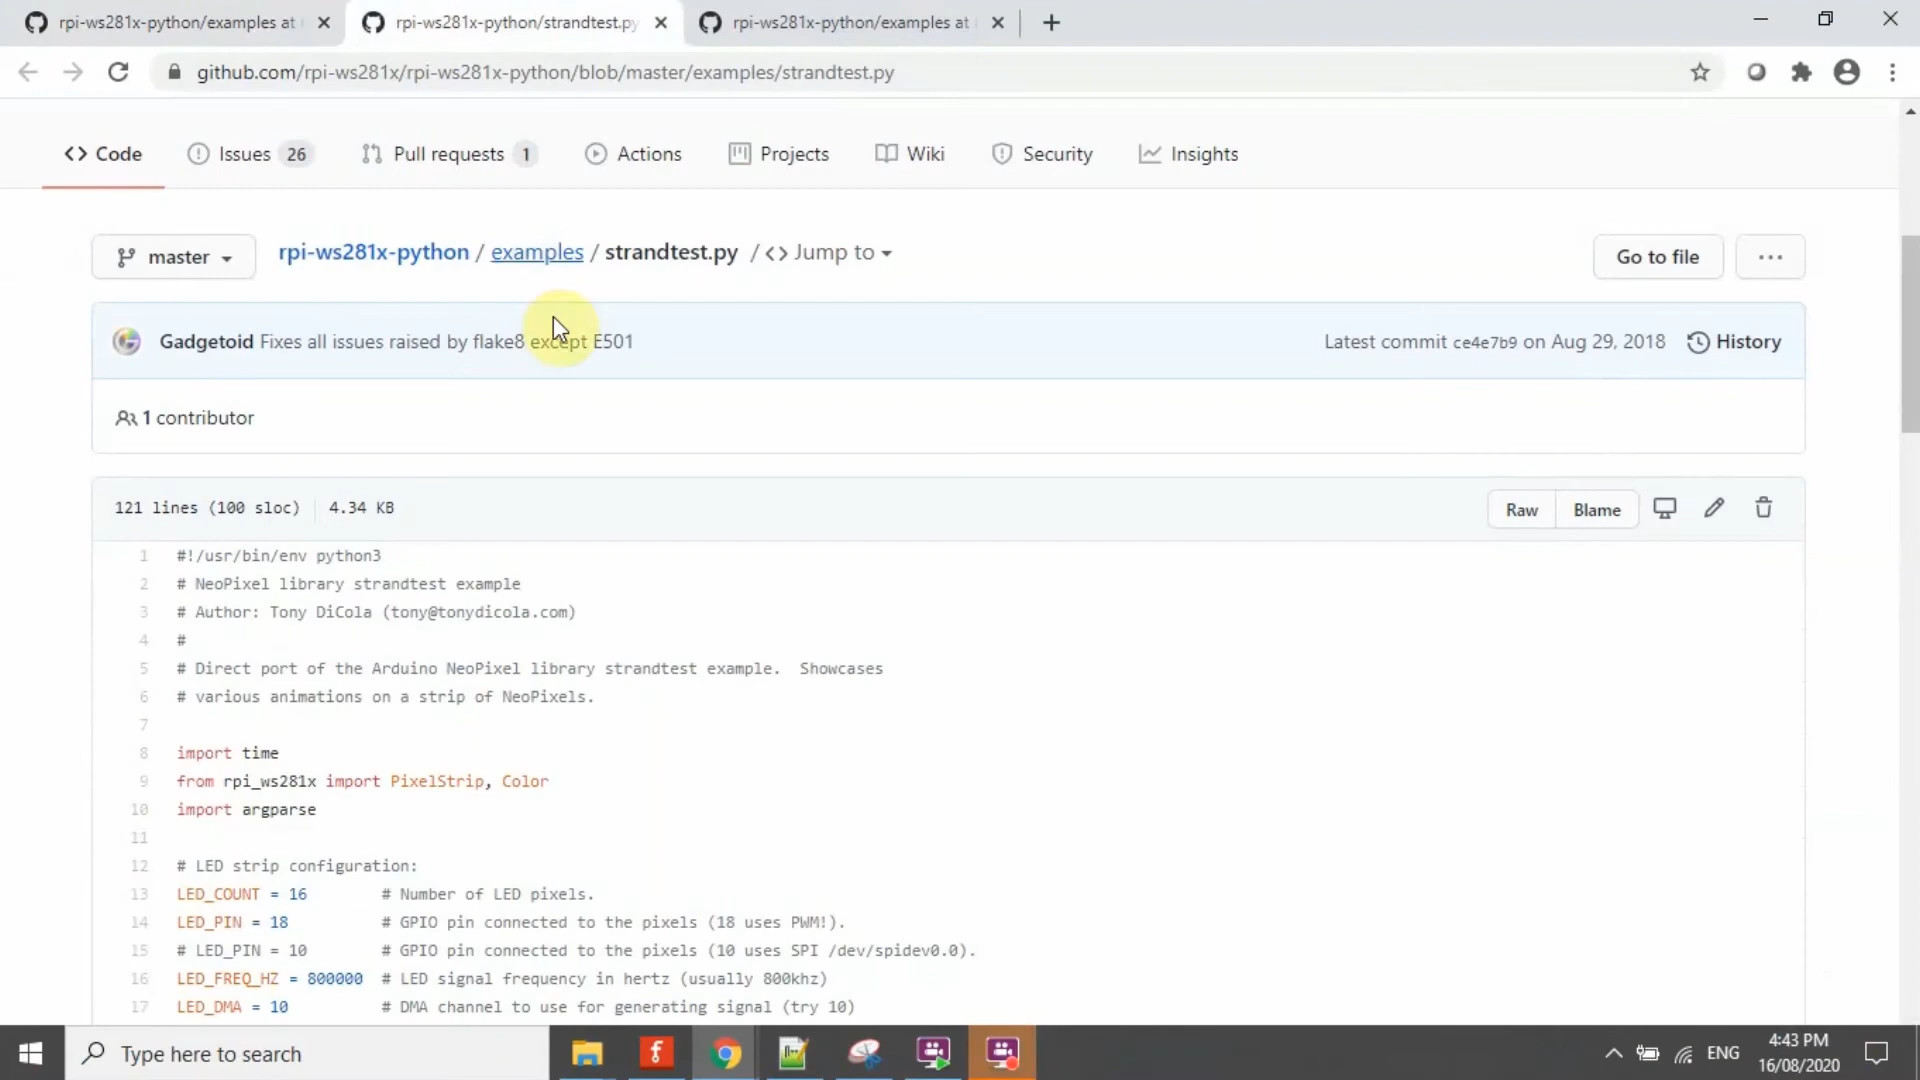 rpi-ws281x-python/examples at
rpi-ws281x-python/strandtest.py
rpi-ws281x-python/examples at
github.com/rpi-ws281x/rpi-ws281x-python/blob/master/examples/strandtest.py
Code
Issues 26
Pull requests 1
Actions
Projects
Wiki
Security
Insights
master
rpi-ws281x-python / examples / strandtest.py / <> Jump to
Go to file
...
Gadgetoid Fixes all issues raised by flake8 except E501
Latest commit ce4e7b9 on Aug 29, 2018
History
1 contributor
121 lines (100 sloc) 4.34 KB
Raw
Blame
1 #!/usr/bin/env python3
2 # NeoPixel library strandtest example
3 # Author: Tony DiCola (tony@tonydicola.com)
4 #
5 # Direct port of the Arduino NeoPixel library strandtest example.  Showcases
6 # various animations on a strip of NeoPixels.
7
8 import time
9 from rpi_ws281x import PixelStrip, Color
10 import argparse
11
12 # LED strip configuration:
13 LED_COUNT = 16        # Number of LED pixels.
14 LED_PIN = 18          # GPIO pin connected to the pixels (18 uses PWM!).
15 # LED_PIN = 10        # GPIO pin connected to the pixels (10 uses SPI /dev/spidev0.0).
16 LED_FREQ_HZ = 800000  # LED signal frequency in hertz (usually 800khz)
17 LED_DMA = 10          # DMA channel to use for generating signal (try 10)
Type here to search
ENG
4:43 PM
16/08/2020